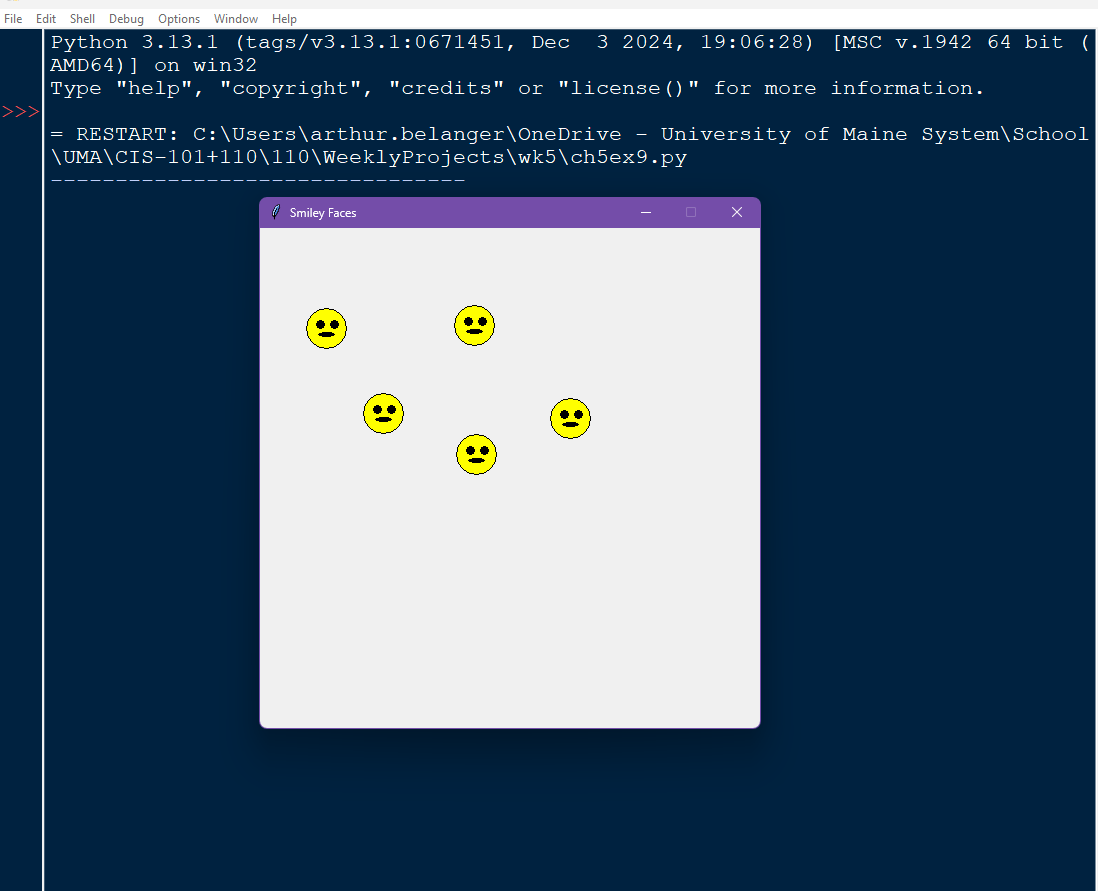 File Edit Shell Debug Options Window Help
Python 3.13.1 (tags/v3.13.1:0671451, Dec  3 2024, 19:06:28) [MSC v.1942 64 bit (
AMD64)] on win32
Type "help", "copyright", "credits" or "license()" for more information.
>>>
= RESTART: C:\Users\arthur.belanger\OneDrive - University of Maine System\School
\UMA\CIS-101+110\110\WeeklyProjects\wk5\ch5ex9.py
--------------------------------
Smiley Faces